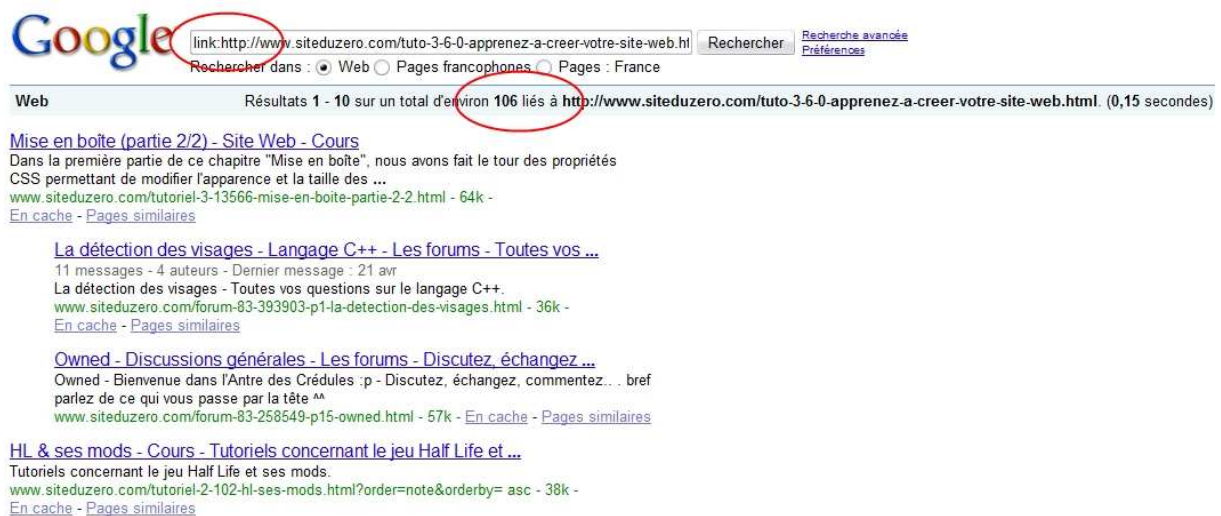 Google
link:http://www.siteduzero.com/tuto-3-6-0-apprenez-a-creer-votre-site-web.ht
Rechercher
Recherche avancée
Préférences
Rechercher dans : Web Pages francophones Pages : France
Web Résultats 1 - 10 sur un total d'environ 106 liés à http://www.siteduzero.com/tuto-3-6-0-apprenez-a-creer-votre-site-web.html. (0,15 secondes)
Mise en boîte (partie 2/2) - Site Web - Cours
Dans la première partie de ce chapitre "Mise en boîte", nous avons fait le tour des propriétés
CSS permettant de modifier l'apparence et la taille des ...
www.siteduzero.com/tutoriel-3-13566-mise-en-boite-partie-2-2.html - 64k -
En cache - Pages similaires
La détection des visages - Langage C++ - Les forums - Toutes vos ...
11 messages - 4 auteurs - Dernier message : 21 avr
La détection des visages - Toutes vos questions sur le langage C++.
www.siteduzero.com/forum-83-393903-p1-la-detection-des-visages.html - 36k -
En cache - Pages similaires
Owned - Discussions générales - Les forums - Discutez, échangez ...
Owned - Bienvenue dans l'Antre des Crédules :p - Discutez, échangez, commentez.. . bref
parlez de ce qui vous passe par la tête ^^
www.siteduzero.com/forum-83-258549-p15-owned.html - 57k - En cache - Pages similaires
HL & ses mods - Cours - Tutoriels concernant le jeu Half Life et ...
Tutoriels concernant le jeu Half Life et ses mods.
www.siteduzero.com/tutoriel-2-102-hl-ses-mods.html?order=note&orderby= asc - 38k -
En cache - Pages similaires